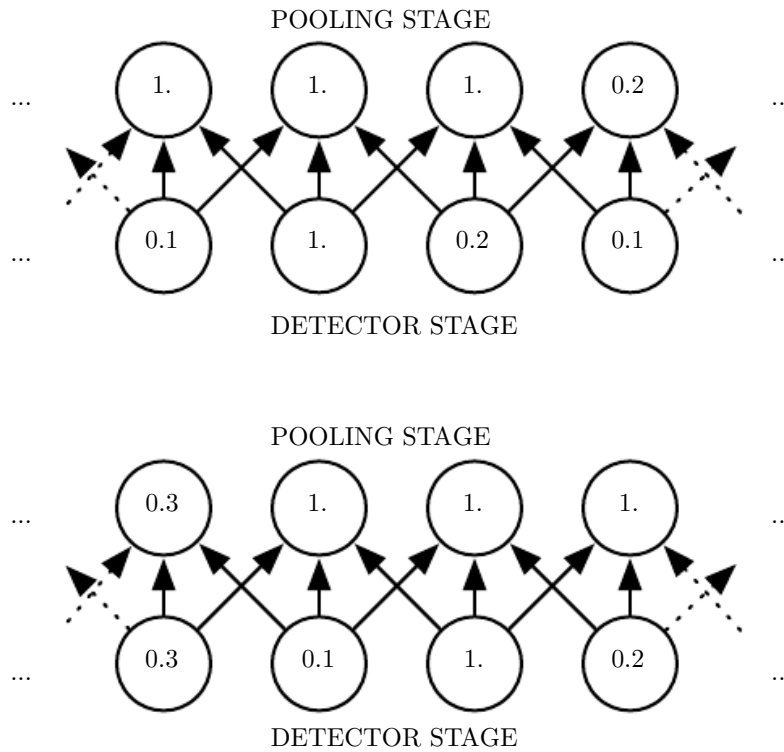 POOLING STAGE
... 1. 1. 1. 0.2 ..
... 0.1 1. 0.2 0.1 ..
DETECTOR STAGE
POOLING STAGE
... 0.3 1. 1. 1. ..
... 0.3 0.1 1. 0.2 ..
DETECTOR STAGE